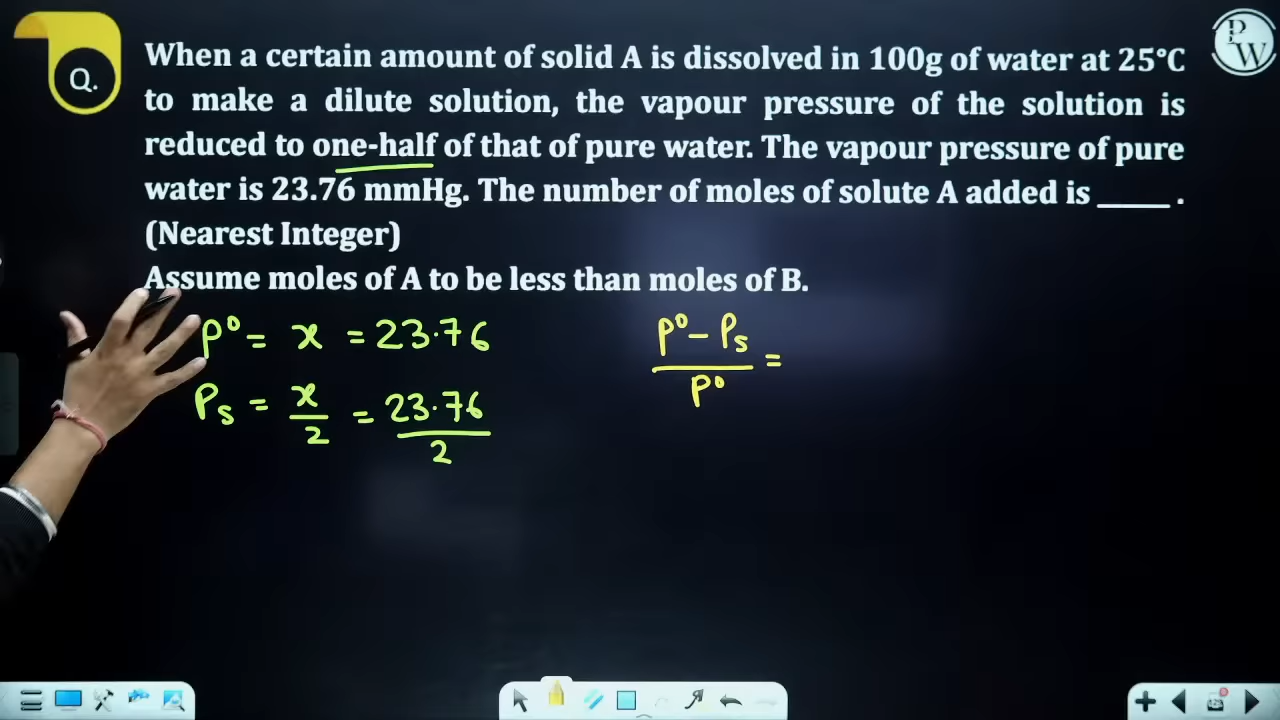 Q.
When a certain amount of solid A is dissolved in 100g of water at 25°C
to make a dilute solution, the vapour pressure of the solution is
reduced to one-half of that of pure water. The vapour pressure of pure
water is 23.76 mmHg. The number of moles of solute A added is _____ .
(Nearest Integer)
Assume moles of A to be less than moles of B.
P° = x = 23.76
Ps = x/2 = 23.76/2
P° - Ps / P° =
PW